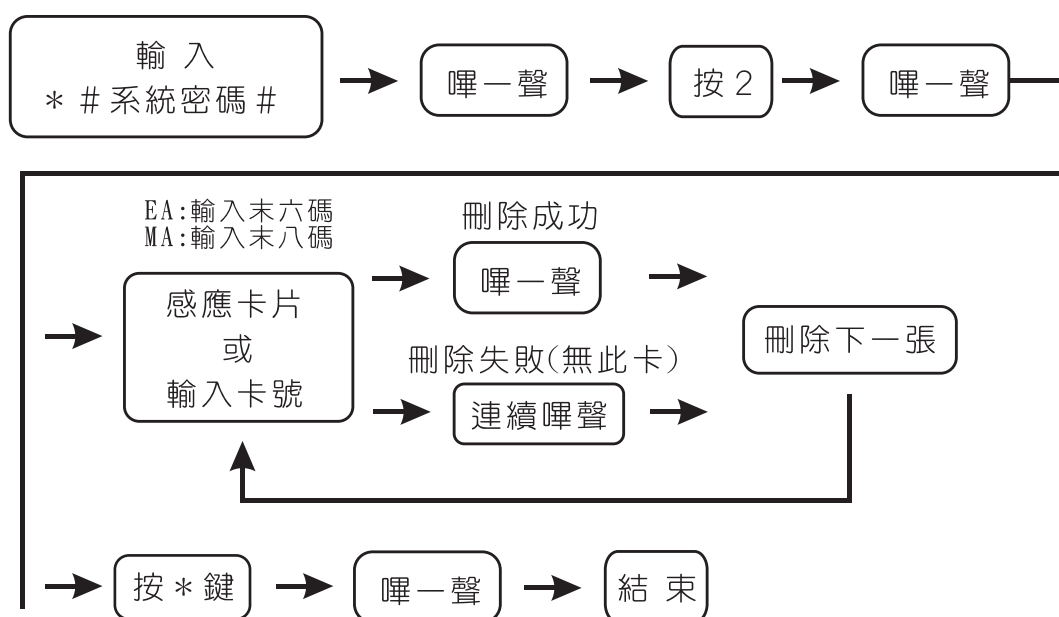 輸 入
*#系統密碼#
嗶一聲
按2
嗶一聲
EA:輸入末六碼
MA:輸入末八碼
感應卡片
或
輸入卡號
刪除成功
嗶一聲
刪除失敗(無此卡)
連續嗶聲
刪除下一張
按*鍵
嗶一聲
結 束